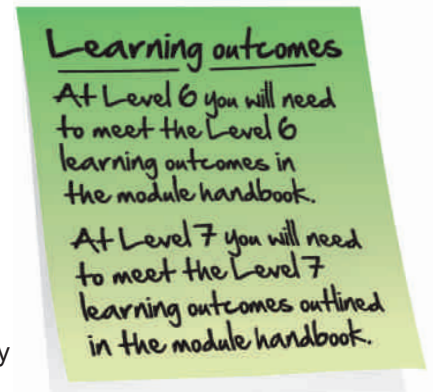 Learning outcomes
At Level 6 you will need
to meet the Level 6
learning outcomes in
the module handbook.
At Level 7 you will need
to meet the Level 7
learning outcomes outlined
in the module handbook.
y